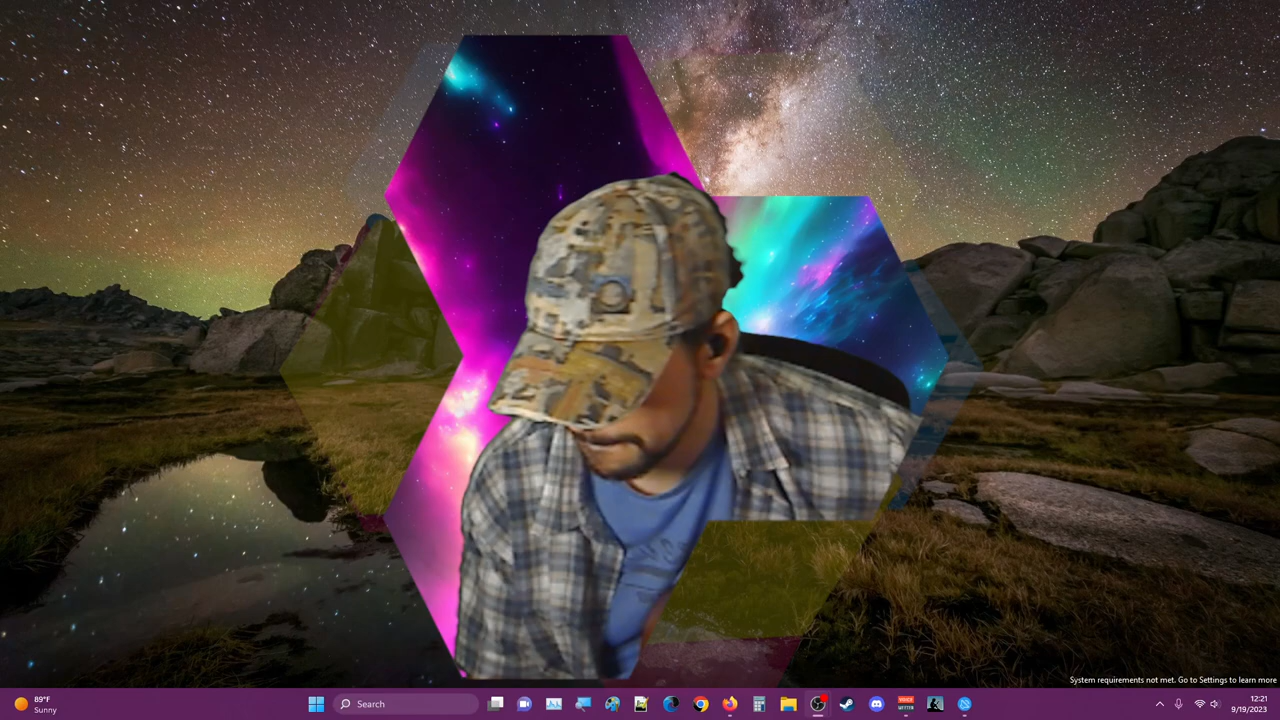 System requirements not met. Go to Settings to learn more
89°F
Sunny
Search
12:21
9/19/2023